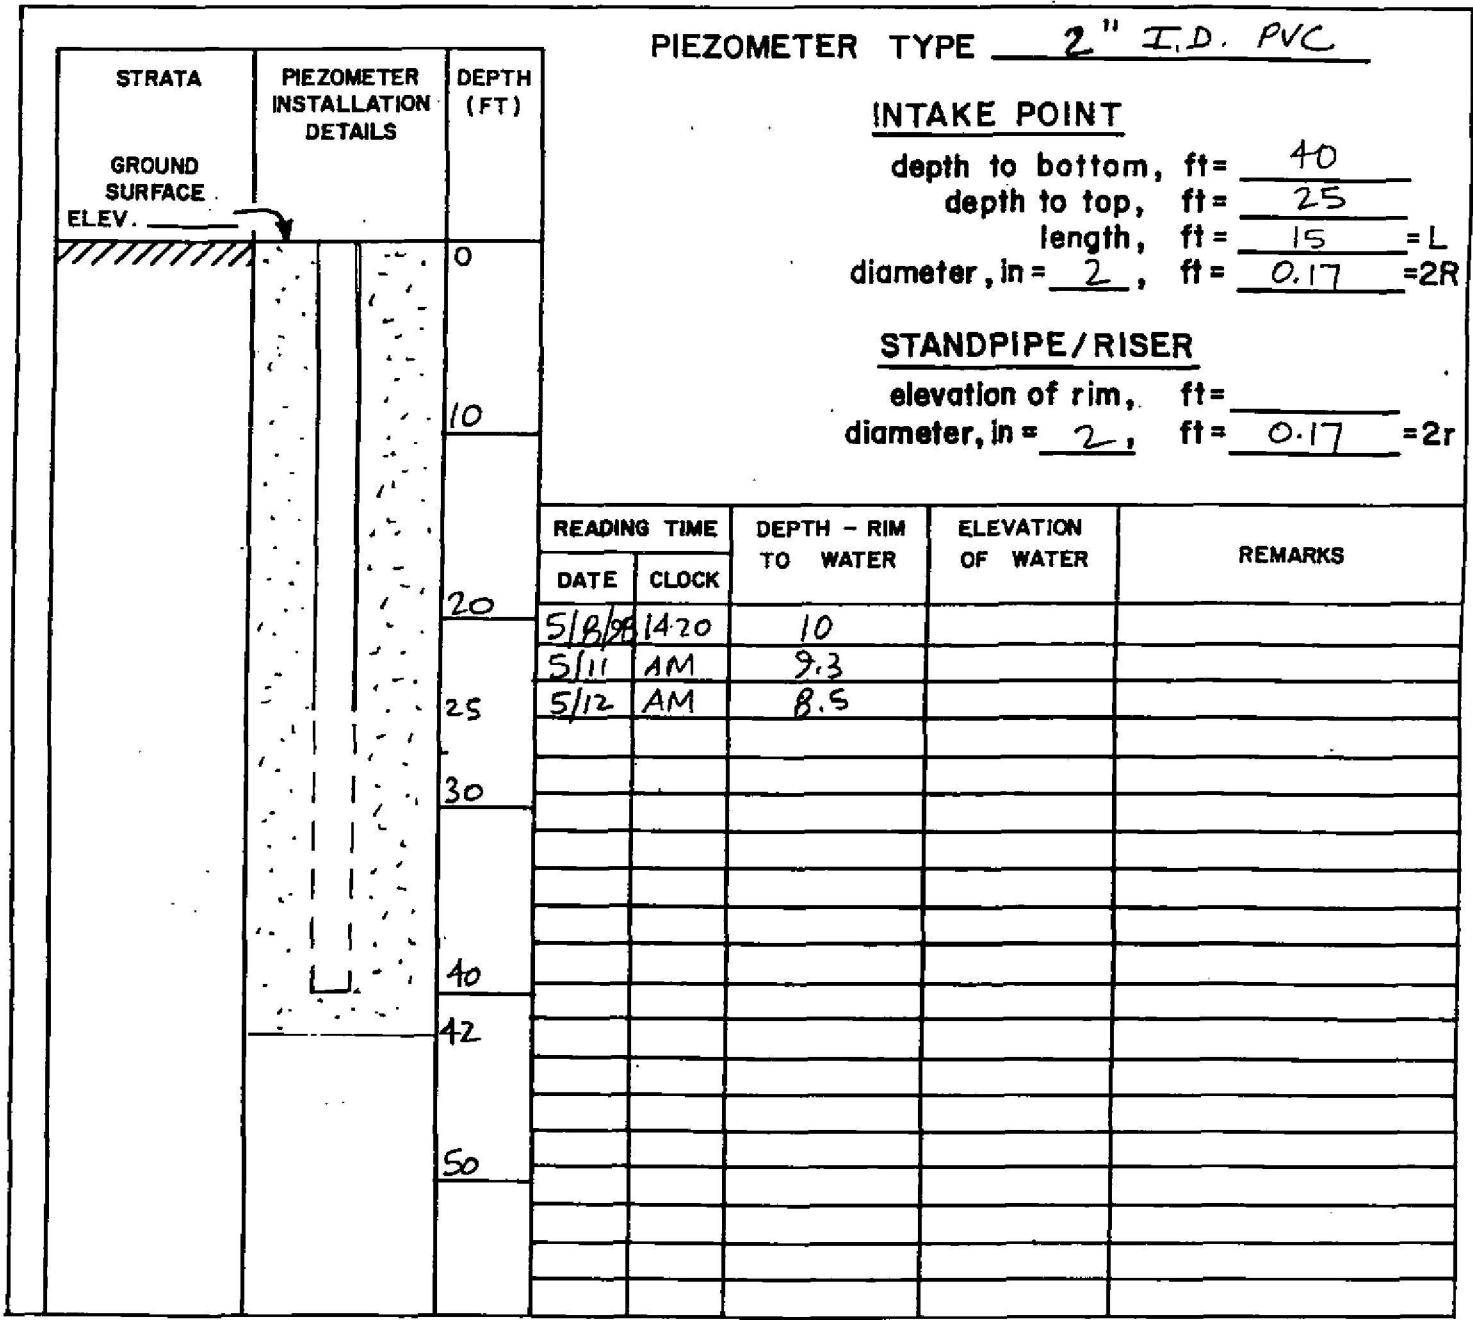 PIEZOMETER TYPE 2" I.D. PVC
STRATA
GROUND
SURFACE
ELEV.
PIEZOMETER
INSTALLATION
DETAILS
DEPTH
(FT)
0
10
20
25
30
40
42
50
INTAKE POINT
depth to bottom, ft= 40
depth to top, ft= 25
length, ft= 15 =L
diameter, in= 2, ft= 0.17 =2R
STANDPIPE/RISER
elevation of rim, ft=
diameter, in= 2, ft= 0.17 =2r
READING TIME
DATE CLOCK
DEPTH - RIM
TO WATER
ELEVATION
OF WATER
REMARKS
5/8/98 1420 10
5/11 AM 9.3
5/12 AM 8.5